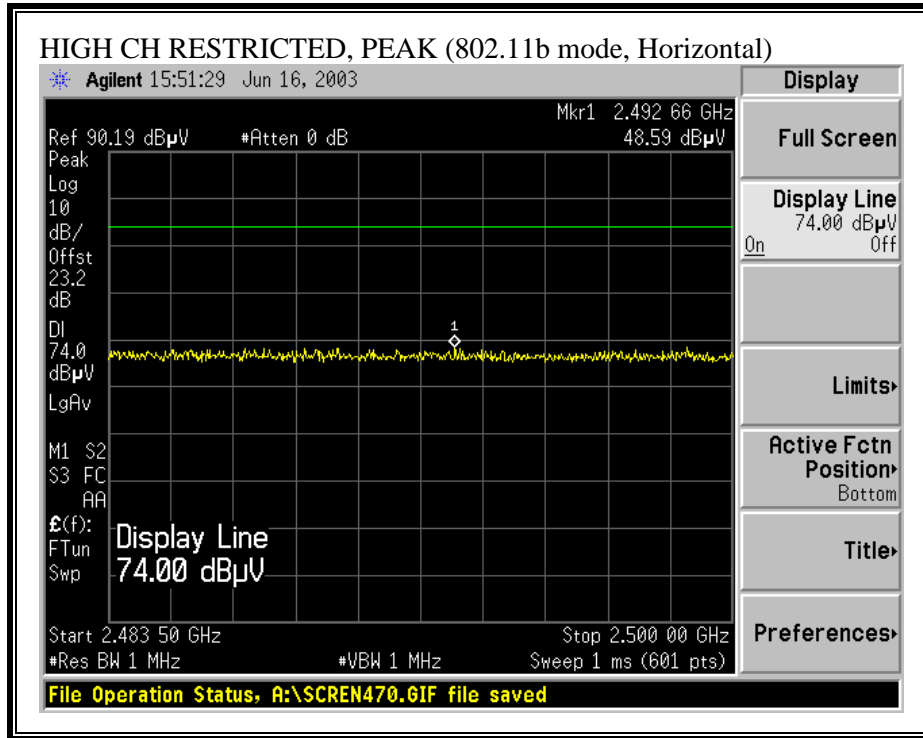 HIGH CH RESTRICTED, PEAK (802.11b mode, Horizontal)
Agilent 15:51:29 Jun 16, 2003
Display
Mkr1 2.492 66 GHz
Ref 90.19 dBµV #Atten 0 dB 48.59 dBµV
Peak
Log
10
dB/
Offst
23.2
dB
DI
74.0
dBµV
LgAv
M1 S2
S3 FC
AA
£(f):
FTun
Swp
1
Display Line
74.00 dBµV
Start 2.483 50 GHz Stop 2.500 00 GHz
#Res BW 1 MHz #VBW 1 MHz Sweep 1 ms (601 pts)
File Operation Status, A:\SCREN470.GIF file saved
Full Screen
Display Line
74.00 dBµV
On Off
Limits
Active Fctn
Position
Bottom
Title
Preferences